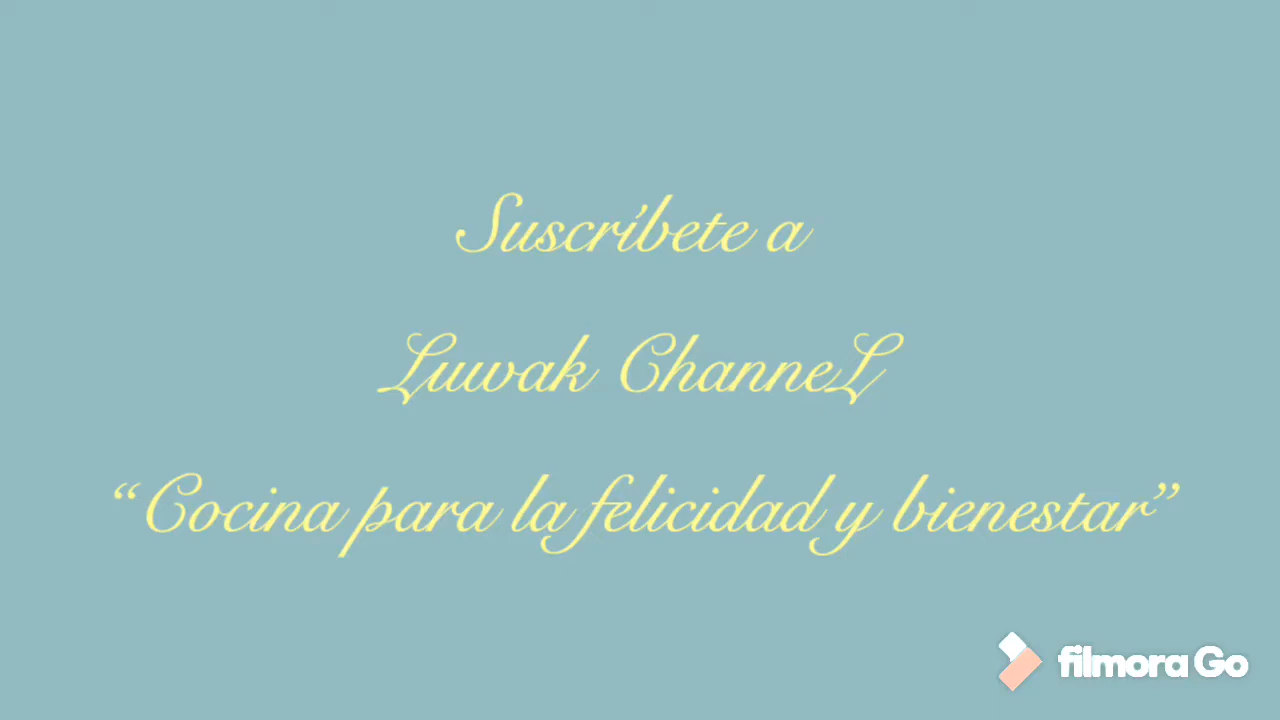 Suscríbete a
Luwak ChanneL
“Cocina para la felicidad y bienestar”
filmora Go